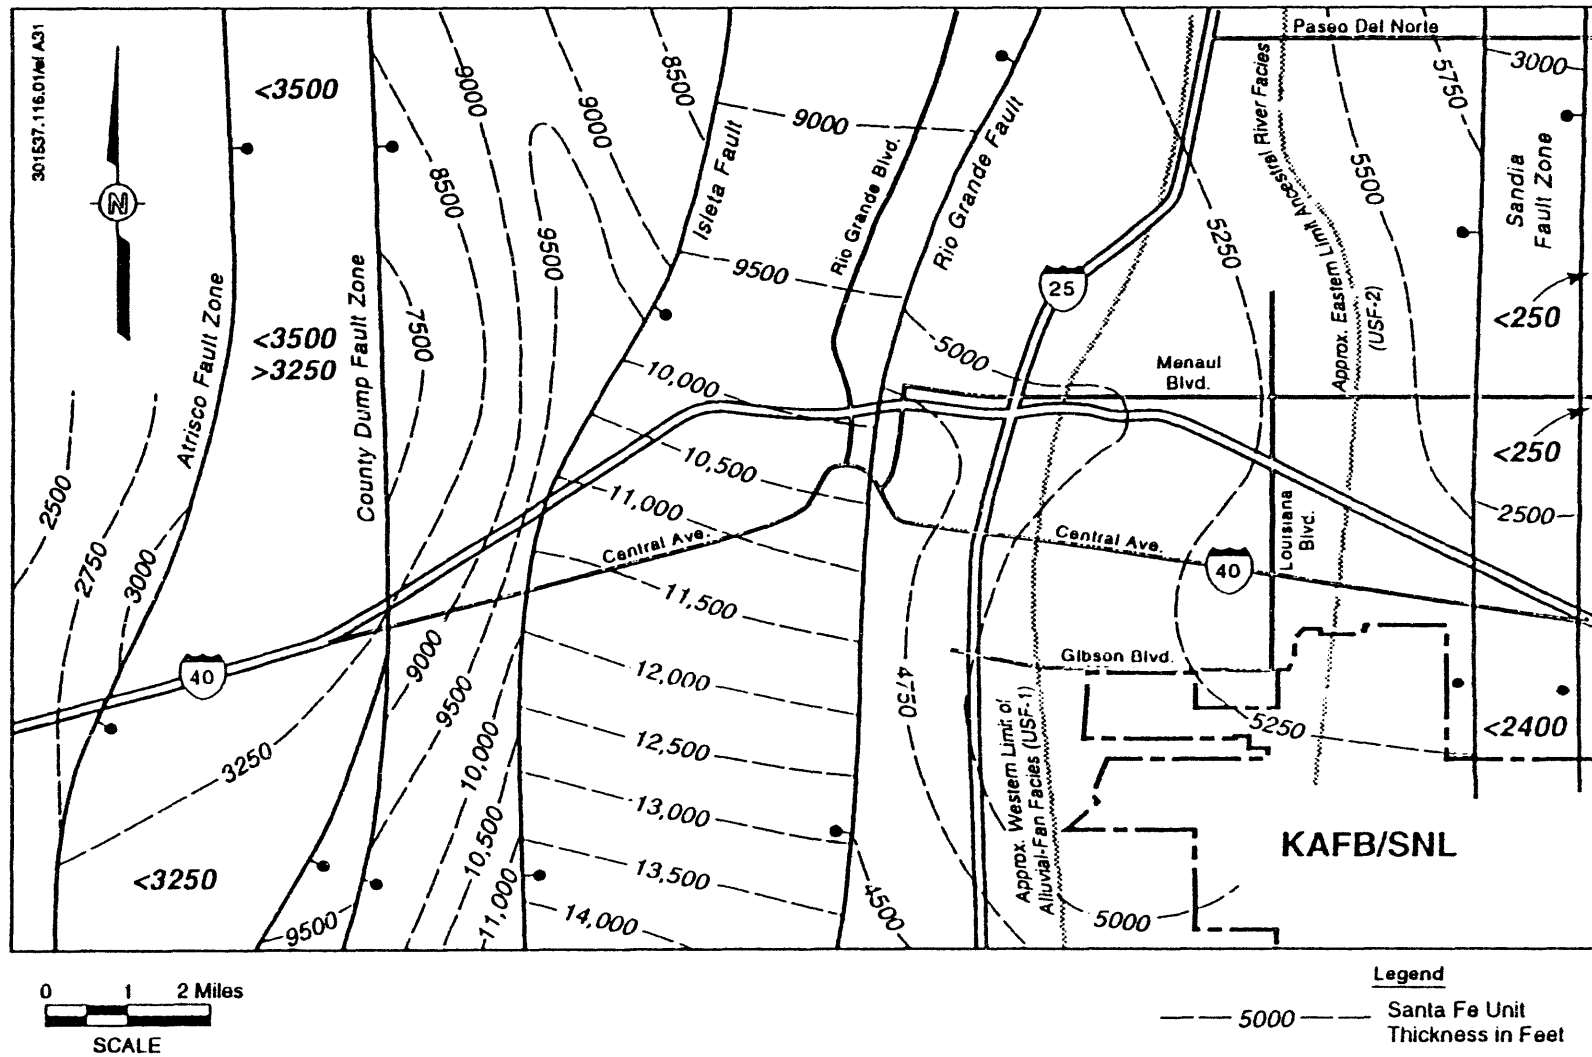 301537.116.01/ef A31
N
<3500
9000
9000
8500
9000
Paseo Del Norte
5750
3000
8500
Isleta Fault
Rio Grande Blvd.
Rio Grande Fault
Approx. Eastern Limit Ancestral River Facies
(USF-2)
5500
Sandia
Fault Zone
9500
9500
5250
25
<250
Atrisco Fault Zone
<3500
>3250
County Dump Fault Zone
7500
10,000
5000
Menaul
Blvd.
<250
2500
10,500
11,000
2500
2750
3000
Central Ave.
Central Ave.
40
Louisiana
Blvd.
11,500
40
9000
9500
12,000
4750
Gibson Blvd.
3250
10,000
12,500
Approx. Western Limit of
Alluvial-Fan Facies (USF-1)
5250
<2400
13,000
10,500
KAFB/SNL
<3250
13,500
11,000
9500
14,000
4500
5000
0 1 2 Miles
SCALE
Legend
5000
Santa Fe Unit
Thickness in Feet